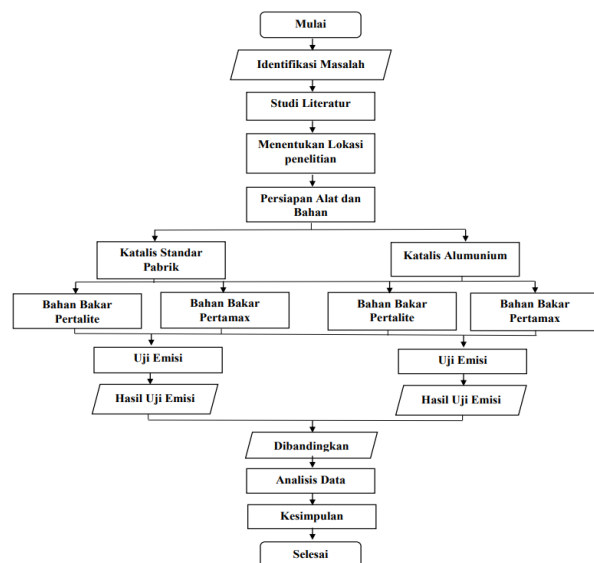 Mulai
Identifikasi Masalah
Studi Literatur
Menentukan Lokasi
penelitian
Persiapan Alat dan
Bahan
Katalis Standar
Pabrik
Katalis Alumunium
Bahan Bakar
Pertalite
Bahan Bakar
Pertamax
Bahan Bakar
Pertalite
Bahan Bakar
Pertamax
Uji Emisi
Uji Emisi
Hasil Uji Emisi
Hasil Uji Emisi
Dibandingkan
Analisis Data
Kesimpulan
Selesai